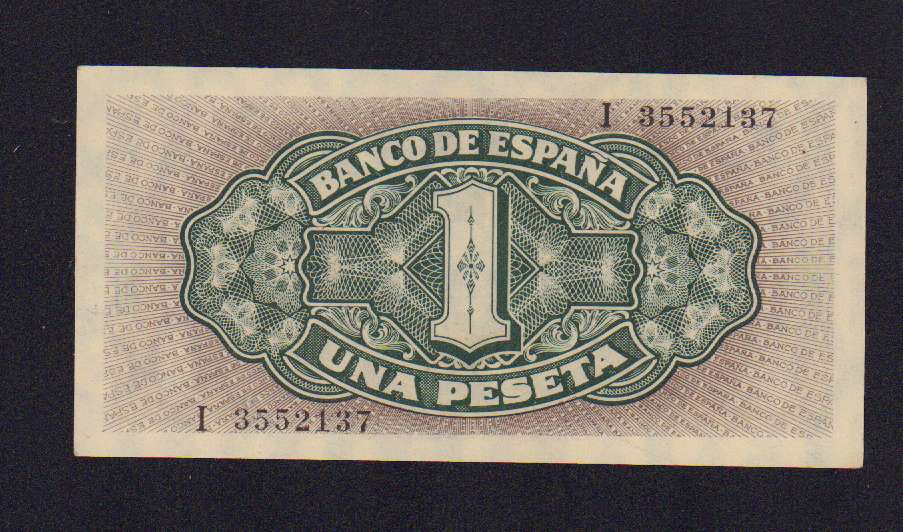 I 3552137
BANCO DE ESPAÑA
1
UNA PESETA
I 3552137